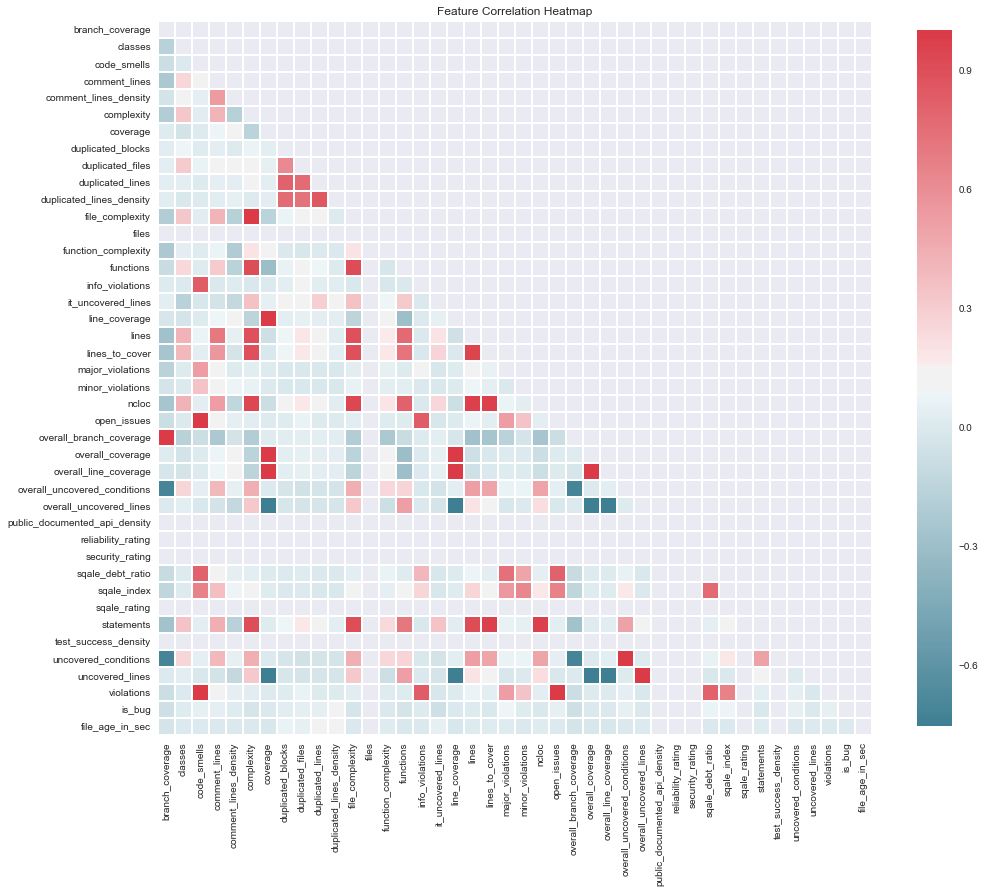 Feature Correlation Heatmap
branch_coverage
classes
code_smells
comment_lines
comment_lines_density
complexity
coverage
duplicated_blocks
duplicated_files
duplicated_lines
duplicated_lines_density
file_complexity
files
function_complexity
functions
info_violations
it_uncovered_lines
line_coverage
lines
lines_to_cover
major_violations
minor_violations
ncloc
open_issues
overall_branch_coverage
overall_coverage
overall_line_coverage
overall_uncovered_conditions
overall_uncovered_lines
public_documented_api_density
reliability_rating
security_rating
sqale_debt_ratio
sqale_index
sqale_rating
statements
test_success_density
uncovered_conditions
uncovered_lines
violations
is_bug
file_age_in_sec
branch_coverage
classes
code_smells
comment_lines
comment_lines_density
complexity
coverage
duplicated_blocks
duplicated_files
duplicated_lines
duplicated_lines_density
file_complexity
files
function_complexity
functions
info_violations
it_uncovered_lines
line_coverage
lines
lines_to_cover
major_violations
minor_violations
ncloc
open_issues
overall_branch_coverage
overall_coverage
overall_line_coverage
overall_uncovered_conditions
overall_uncovered_lines
public_documented_api_density
reliability_rating
security_rating
sqale_debt_ratio
sqale_index
sqale_rating
statements
test_success_density
uncovered_conditions
uncovered_lines
violations
is_bug
file_age_in_sec
0.9
0.6
0.3
0.0
−0.3
−0.6